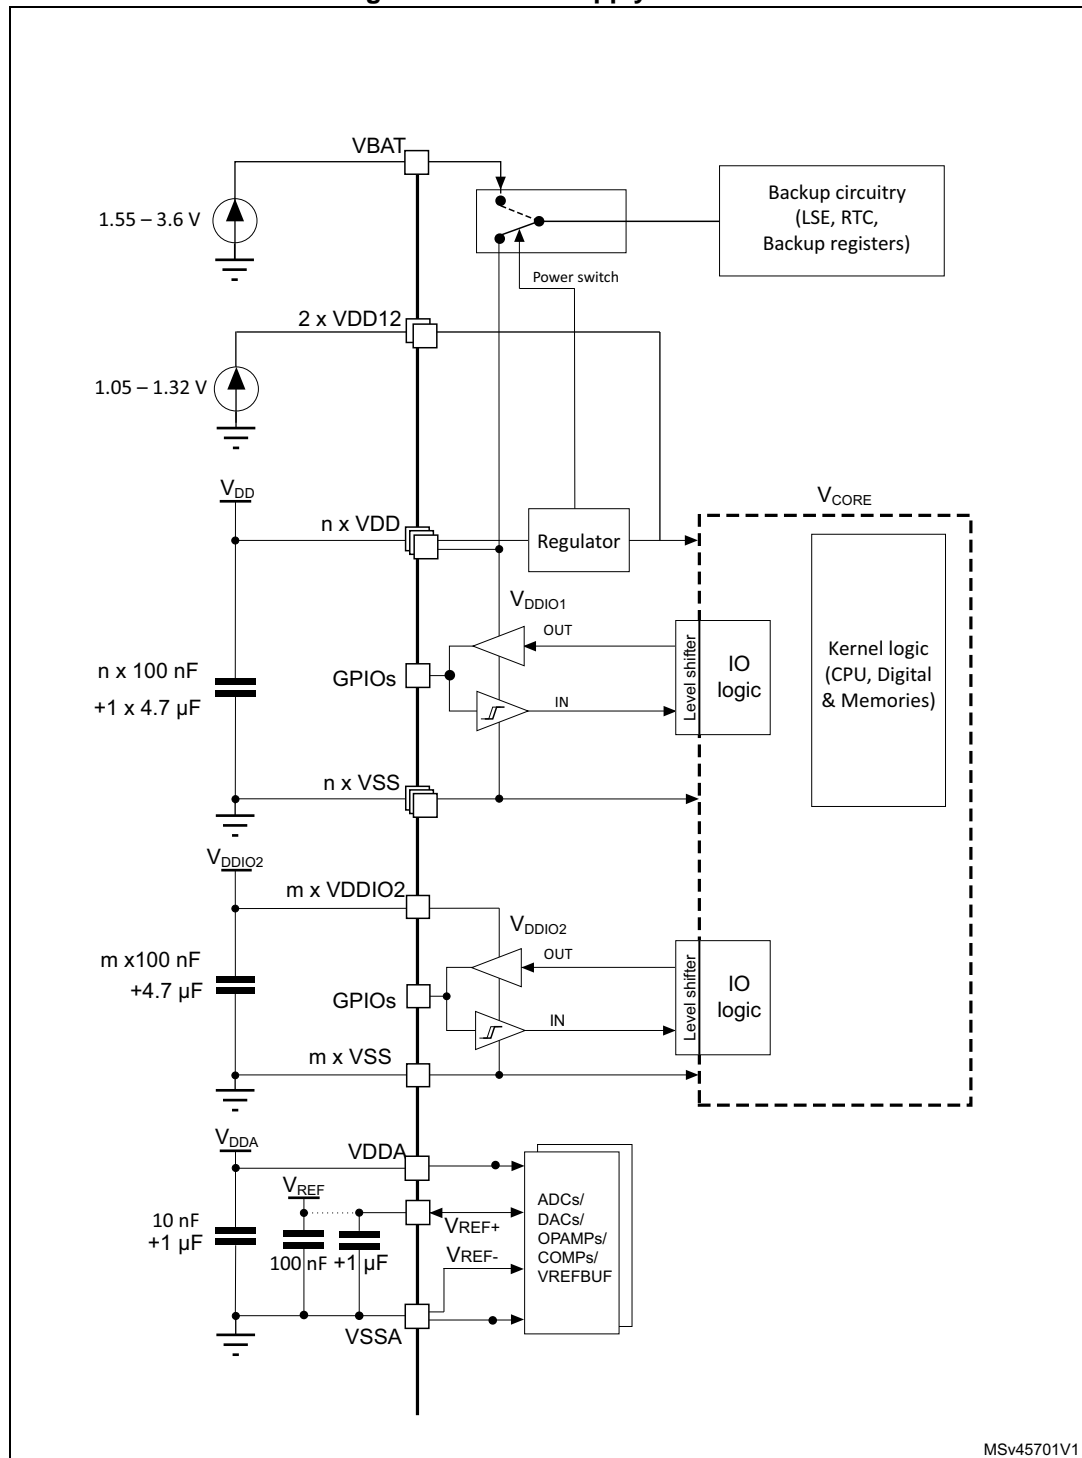 VBAT
1.55 – 3.6 V
Backup circuitry
(LSE, RTC,
Backup registers)
Power switch
2 x VDD12
1.05 – 1.32 V
VDD
n x VDD
Regulator
VCORE
VDDIO1
OUT
n x 100 nF
+1 x 4.7 µF
GPIOs
IN
Level shifter
IO
logic
Kernel logic
(CPU, Digital
& Memories)
n x VSS
VDDIO2
m x VDDIO2
VDDIO2
OUT
m x100 nF
+4.7 µF
GPIOs
IN
Level shifter
IO
logic
m x VSS
VDDA
VDDA
VREF
10 nF
+1 µF
100 nF
+1 µF
VREF+
VREF-
ADCs/
DACs/
OPAMPs/
COMPs/
VREFBUF
VSSA
MSv45701V1